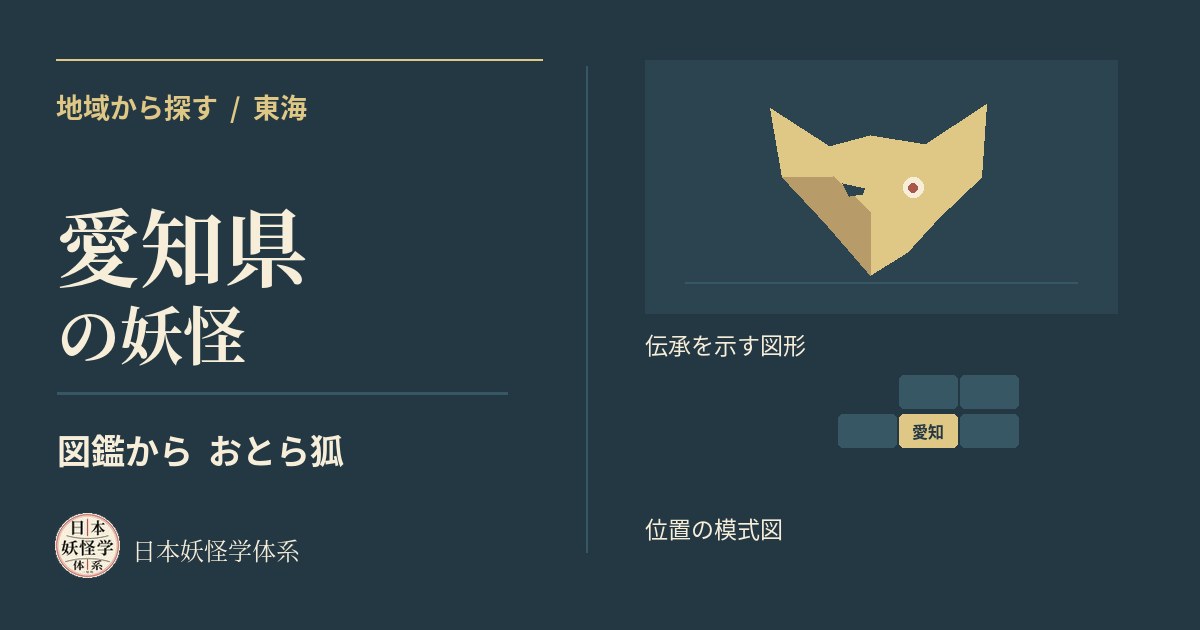 地域から探す / 東海
愛知県
の妖怪
図鑑から おとら狐
日本
妖怪学
体系
日本妖怪学体系
伝承を示す図形
愛知
位置の模式図